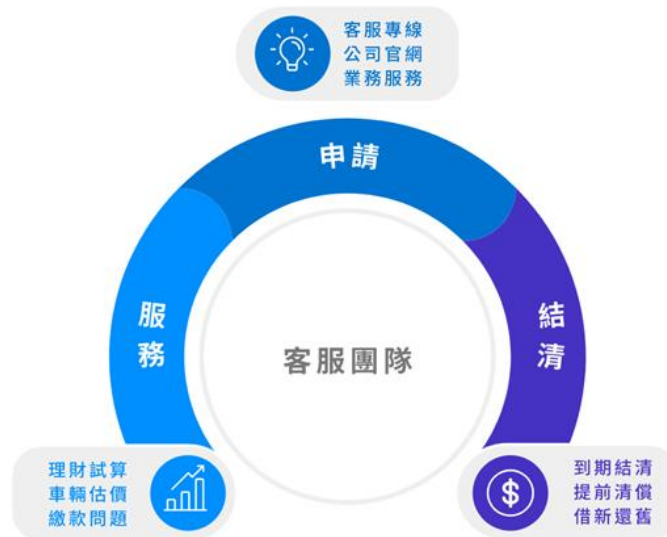 客服專線
公司官網
業務服務
申請
服務
結清
客服團隊
理財試算
車輛估價
繳款問題
$
到期結清
提前清償
借新還舊